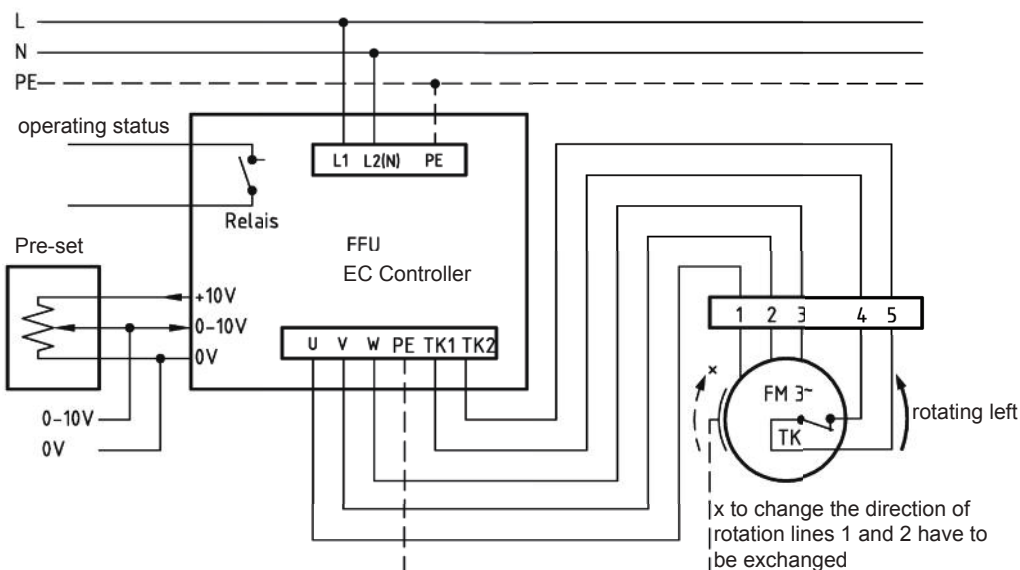 L
N
PE
operating status
L1 L2(N) PE
Relais
Pre-set
FFU
EC Controller
+10V
0-10V
0V
U V W PE TK1 TK2
1 2 3 4 5
x
FM 3~
TK
rotating left
0-10V
0V
x to change the direction of
rotation lines 1 and 2 have to
be exchanged